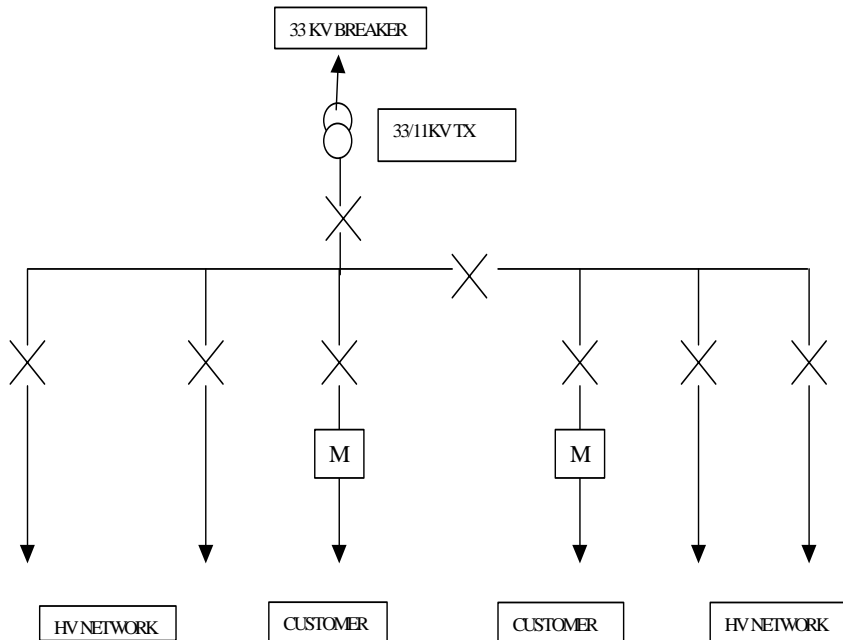 33 KV BREAKER
33/11KV TX
M
M
HV NETWORK
CUSTOMER
CUSTOMER
HV NETWORK